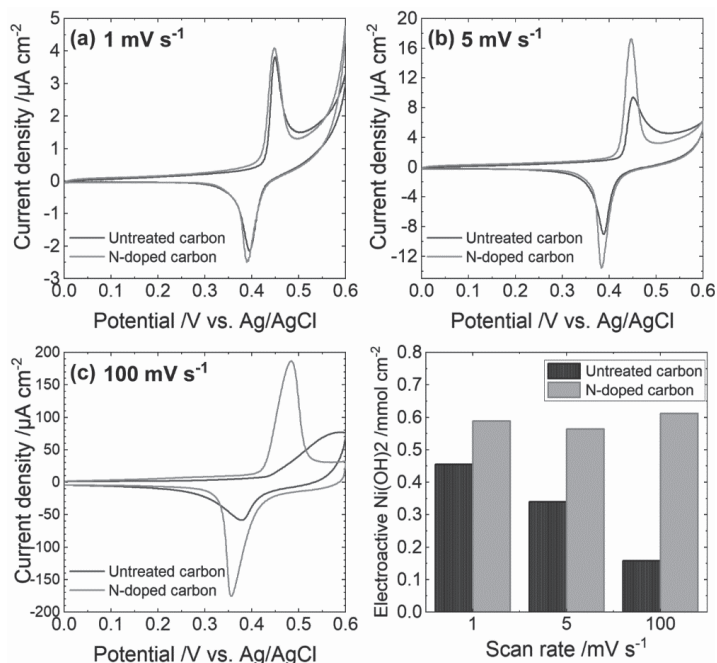 (a) 1 mV s⁻¹
Current density /µA cm⁻²
5
4
3
2
1
0
-1
-2
-3
Untreated carbon
N-doped carbon
0.0 0.1 0.2 0.3 0.4 0.5 0.6
Potential /V vs. Ag/AgCl
(b) 5 mV s⁻¹
Current density /µA cm⁻²
20
16
12
8
4
0
-4
-8
-12
Untreated carbon
N-doped carbon
0.0 0.1 0.2 0.3 0.4 0.5 0.6
Potential /V vs. Ag/AgCl
(c) 100 mV s⁻¹
Current density /µA cm⁻²
200
150
100
50
0
-50
-100
-150
-200
Untreated carbon
N-doped carbon
0.0 0.1 0.2 0.3 0.4 0.5 0.6
Potential /V vs. Ag/AgCl
Electroactive Ni(OH)2 /mmol cm⁻²
0.8
0.7
0.6
0.5
0.4
0.3
0.2
0.1
0.0
Untreated carbon
N-doped carbon
1 5 100
Scan rate /mV s⁻¹